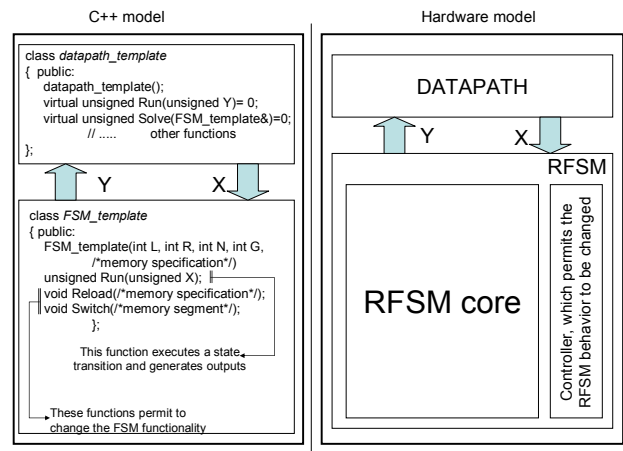 C++ model
class datapath_template
{ public:
datapath_template();
virtual unsigned Run(unsigned Y)= 0;
virtual unsigned Solve(FSM_template&)=0;
// ..... other functions
};
Y
X
class FSM_template
{ public:
FSM_template(int L, int R, int N, int G,
/*memory specification*/)
unsigned Run(unsigned X);
void Reload(/*memory specification*/);
void Switch(/*memory segment*/);
};
This function executes a state
transition and generates outputs
These functions permit to
change the FSM functionality
Hardware model
DATAPATH
Y
X
RFSM
RFSM core
Controller, which permits the
RFSM behavior to be changed